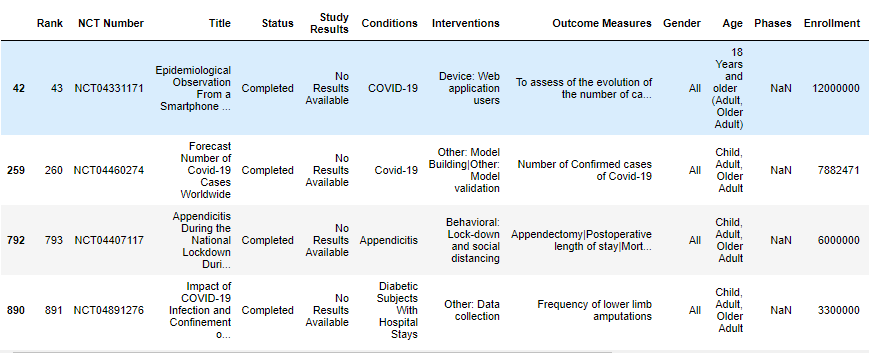 Rank NCT Number Title Status Study Results Conditions Interventions Outcome Measures Gender Age Phases Enrollment
42 43 NCT04331171 Epidemiological Observation From a Smartphone ... Completed No Results Available COVID-19 Device: Web application users To assess of the evolution of the number of ca... All 18 Years and older (Adult, Older Adult) NaN 12000000
259 260 NCT04460274 Forecast Number of Covid-19 Cases Worldwide Completed No Results Available Covid-19 Other: Model Building|Other: Model validation Number of Confirmed cases of Covid-19 All Child, Adult, Older Adult NaN 7882471
792 793 NCT04407117 Appendicitis During the National Lockdown Duri... Completed No Results Available Appendicitis Behavioral: Lock-down and social distancing Appendectomy|Postoperative length of stay|Mort... All Child, Adult, Older Adult NaN 6000000
890 891 NCT04891276 Impact of COVID-19 Infection and Confinement o... Completed No Results Available Diabetic Subjects With Hospital Stays Other: Data collection Frequency of lower limb amputations All Child, Adult, Older Adult NaN 3300000